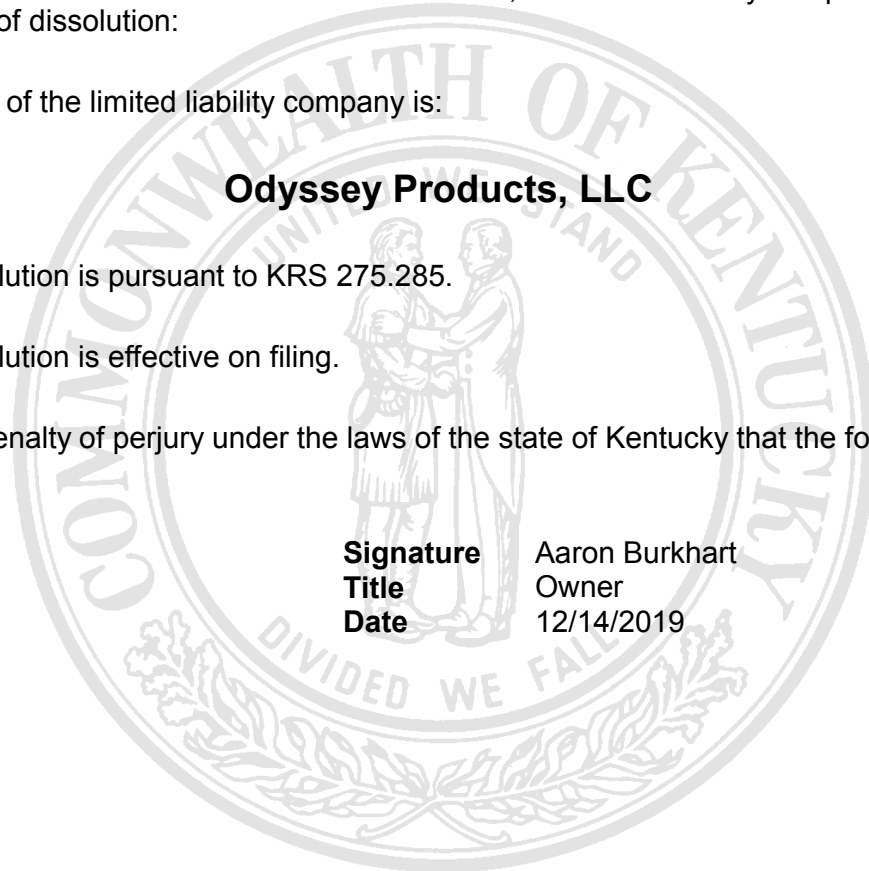 of dissolution:
of the limited liability company is:
Odyssey Products, LLC
lution is pursuant to KRS 275.285.
lution is effective on filing.
enalty of perjury under the laws of the state of Kentucky that the fo
Signature Aaron Burkhart
Title Owner
Date 12/14/2019
COMMONWEALTH OF KENTUCKY
UNITED WE STAND
DIVIDED WE FALL